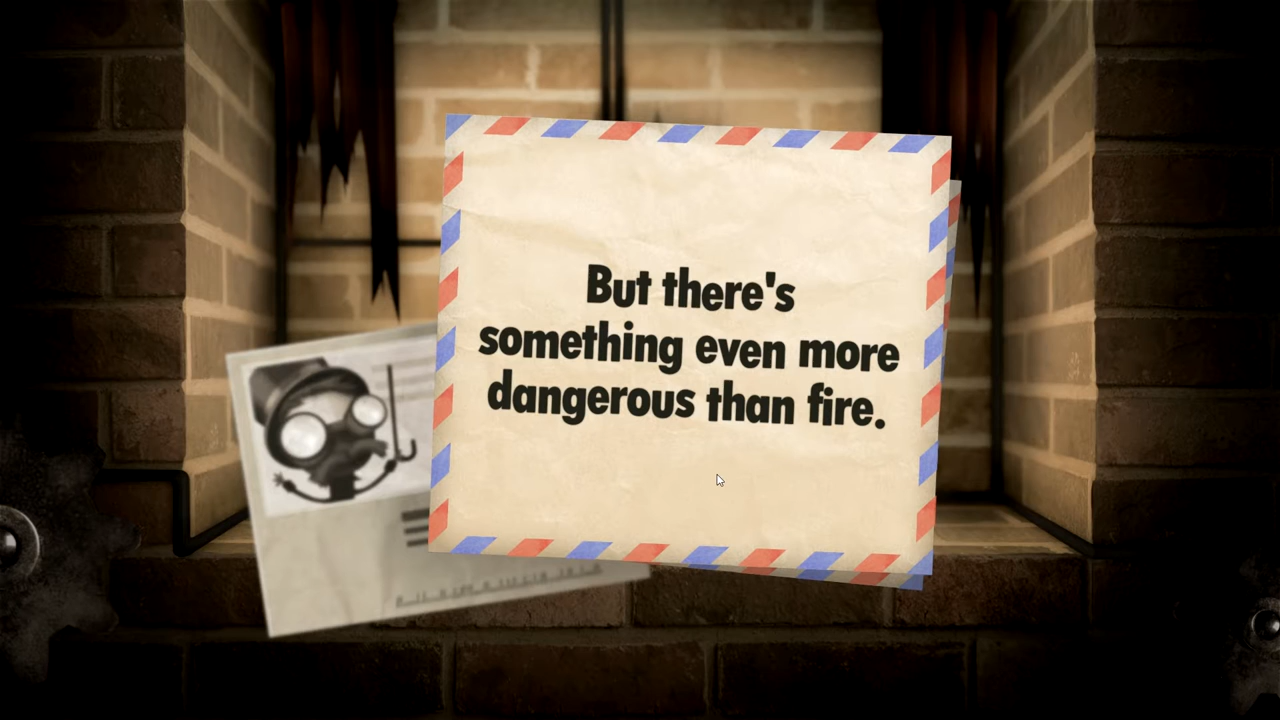 But there's
something even more
dangerous than fire.